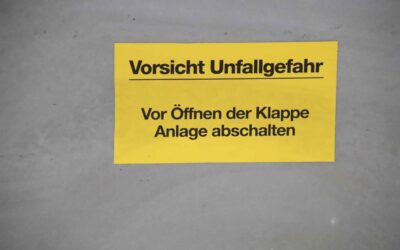 Vorsicht Unfallgefahr
Vor Öffnen der Klappe
Anlage abschalten